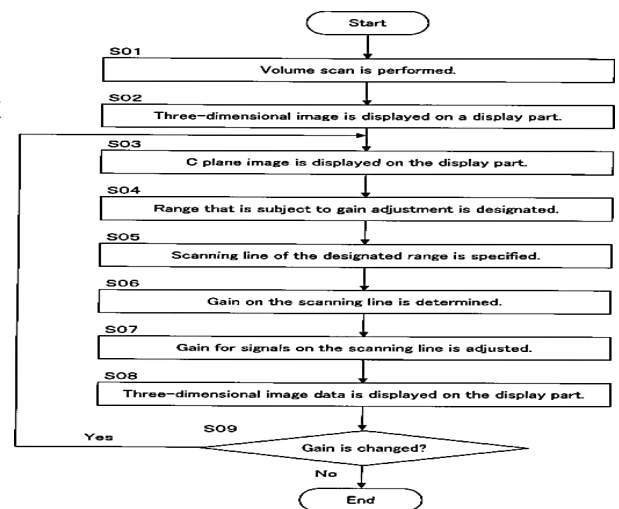 Start
S01
Volume scan is performed.
S02
Three-dimensional image is displayed on a display part.
S03
C plane image is displayed on the display part.
S04
Range that is subject to gain adjustment is designated.
S05
Scanning line of the designated range is specified.
S06
Gain on the scanning line is determined.
S07
Gain for signals on the scanning line is adjusted.
S08
Three-dimensional image data is displayed on the display part.
S09
Yes
Gain is changed?
No
End